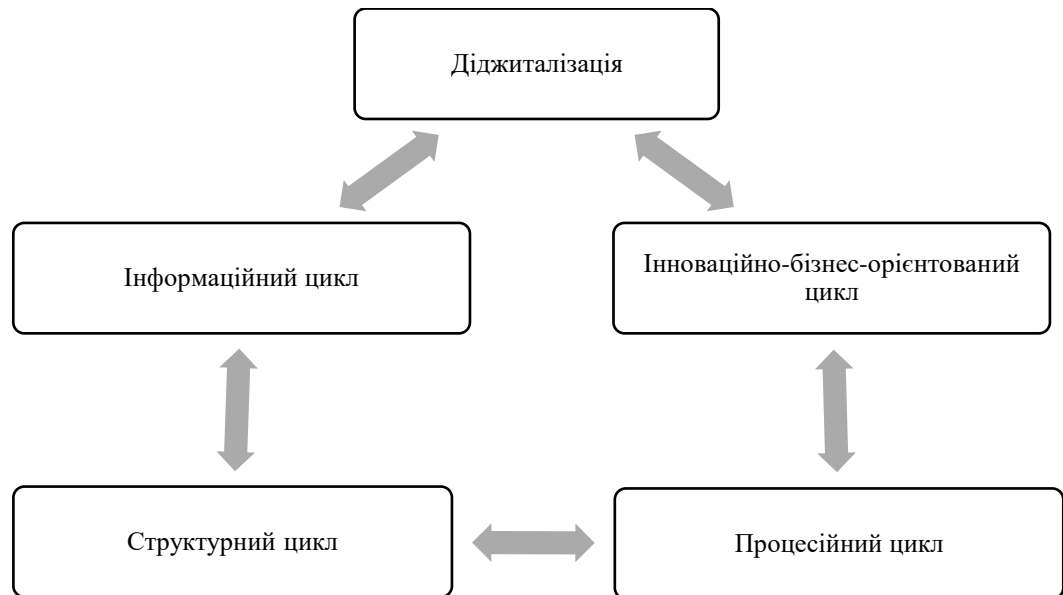 Діджиталізація
Інформаційний цикл
Інноваційно-бізнес-орієнтований
цикл
Структурний цикл
Процесійний цикл